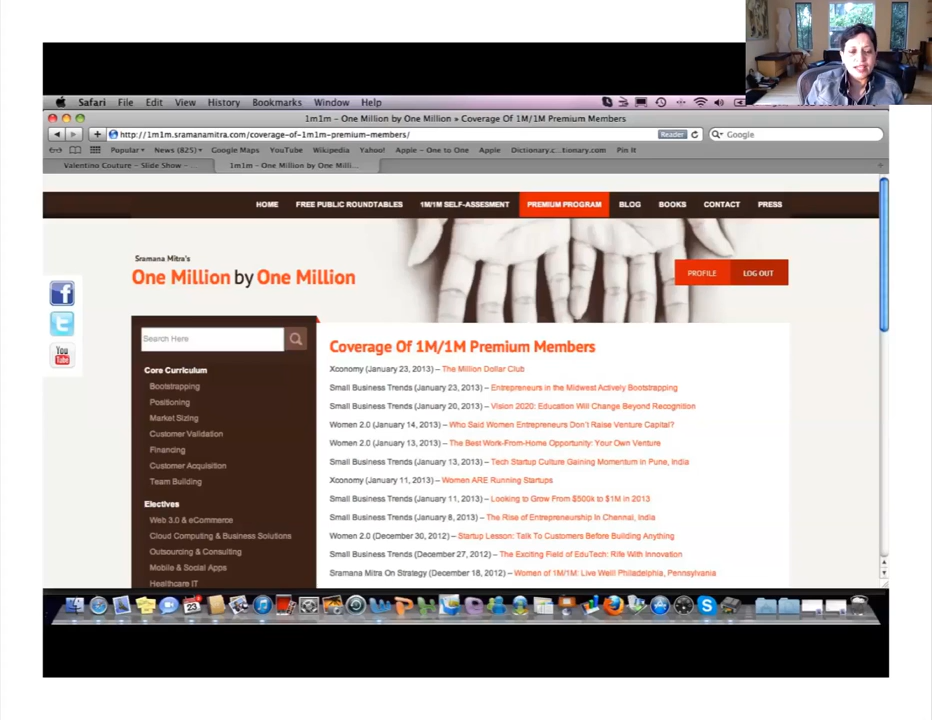 Safari File Edit View History Bookmarks Window Help
1m1m – One Million by One Million » Coverage Of 1M/1M Premium Members
http://1m1m.sramanamitra.com/coverage-of-1m1m-premium-members/ Reader Google
Popular News (825) Google Maps YouTube Wikipedia Yahoo! Apple – One to One Apple Dictionary.c...tionary.com Pin It
Valentino Couture – Slide Show – ... 1m1m – One Million by One Milli...
HOME FREE PUBLIC ROUNDTABLES 1M/1M SELF-ASSESMENT PREMIUM PROGRAM BLOG BOOKS CONTACT PRESS
Sramana Mitra's
One Million by One Million
PROFILE LOG OUT
You
Tube
Search Here
Core Curriculum
Bootstrapping
Positioning
Market Sizing
Customer Validation
Financing
Customer Acquisition
Team Building
Electives
Web 3.0 & eCommerce
Cloud Computing & Business Solutions
Outsourcing & Consulting
Mobile & Social Apps
Healthcare IT
Coverage Of 1M/1M Premium Members
Xconomy (January 23, 2013) – The Million Dollar Club
Small Business Trends (January 23, 2013) – Entrepreneurs in the Midwest Actively Bootstrapping
Small Business Trends (January 20, 2013) – Vision 2020: Education Will Change Beyond Recognition
Women 2.0 (January 14, 2013) – Who Said Women Entrepreneurs Don't Raise Venture Capital?
Women 2.0 (January 13, 2013) – The Best Work-From-Home Opportunity: Your Own Venture
Small Business Trends (January 13, 2013) – Tech Startup Culture Gaining Momentum in Pune, India
Xconomy (January 11, 2013) – Women ARE Running Startups
Small Business Trends (January 11, 2013) – Looking to Grow From $500k to $1M in 2013
Small Business Trends (January 8, 2013) – The Rise of Entrepreneurship In Chennai, India
Women 2.0 (December 30, 2012) – Startup Lesson: Talk To Customers Before Building Anything
Small Business Trends (December 27, 2012) – The Exciting Field of EduTech: Rife With Innovation
Sramana Mitra On Strategy (December 18, 2012) – Women of 1M/1M: Live Well! Philadelphia, Pennsylvania
23